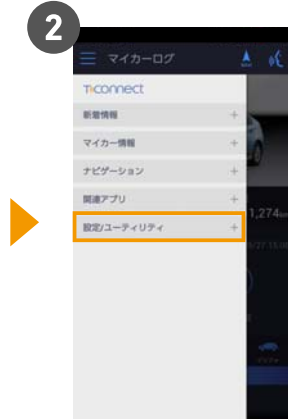 2
マイカーログ
T-Connect
新着情報 +
マイカー情報 +
ナビゲーション +
関連アプリ +
設定/ユーティリティ +
1,274km